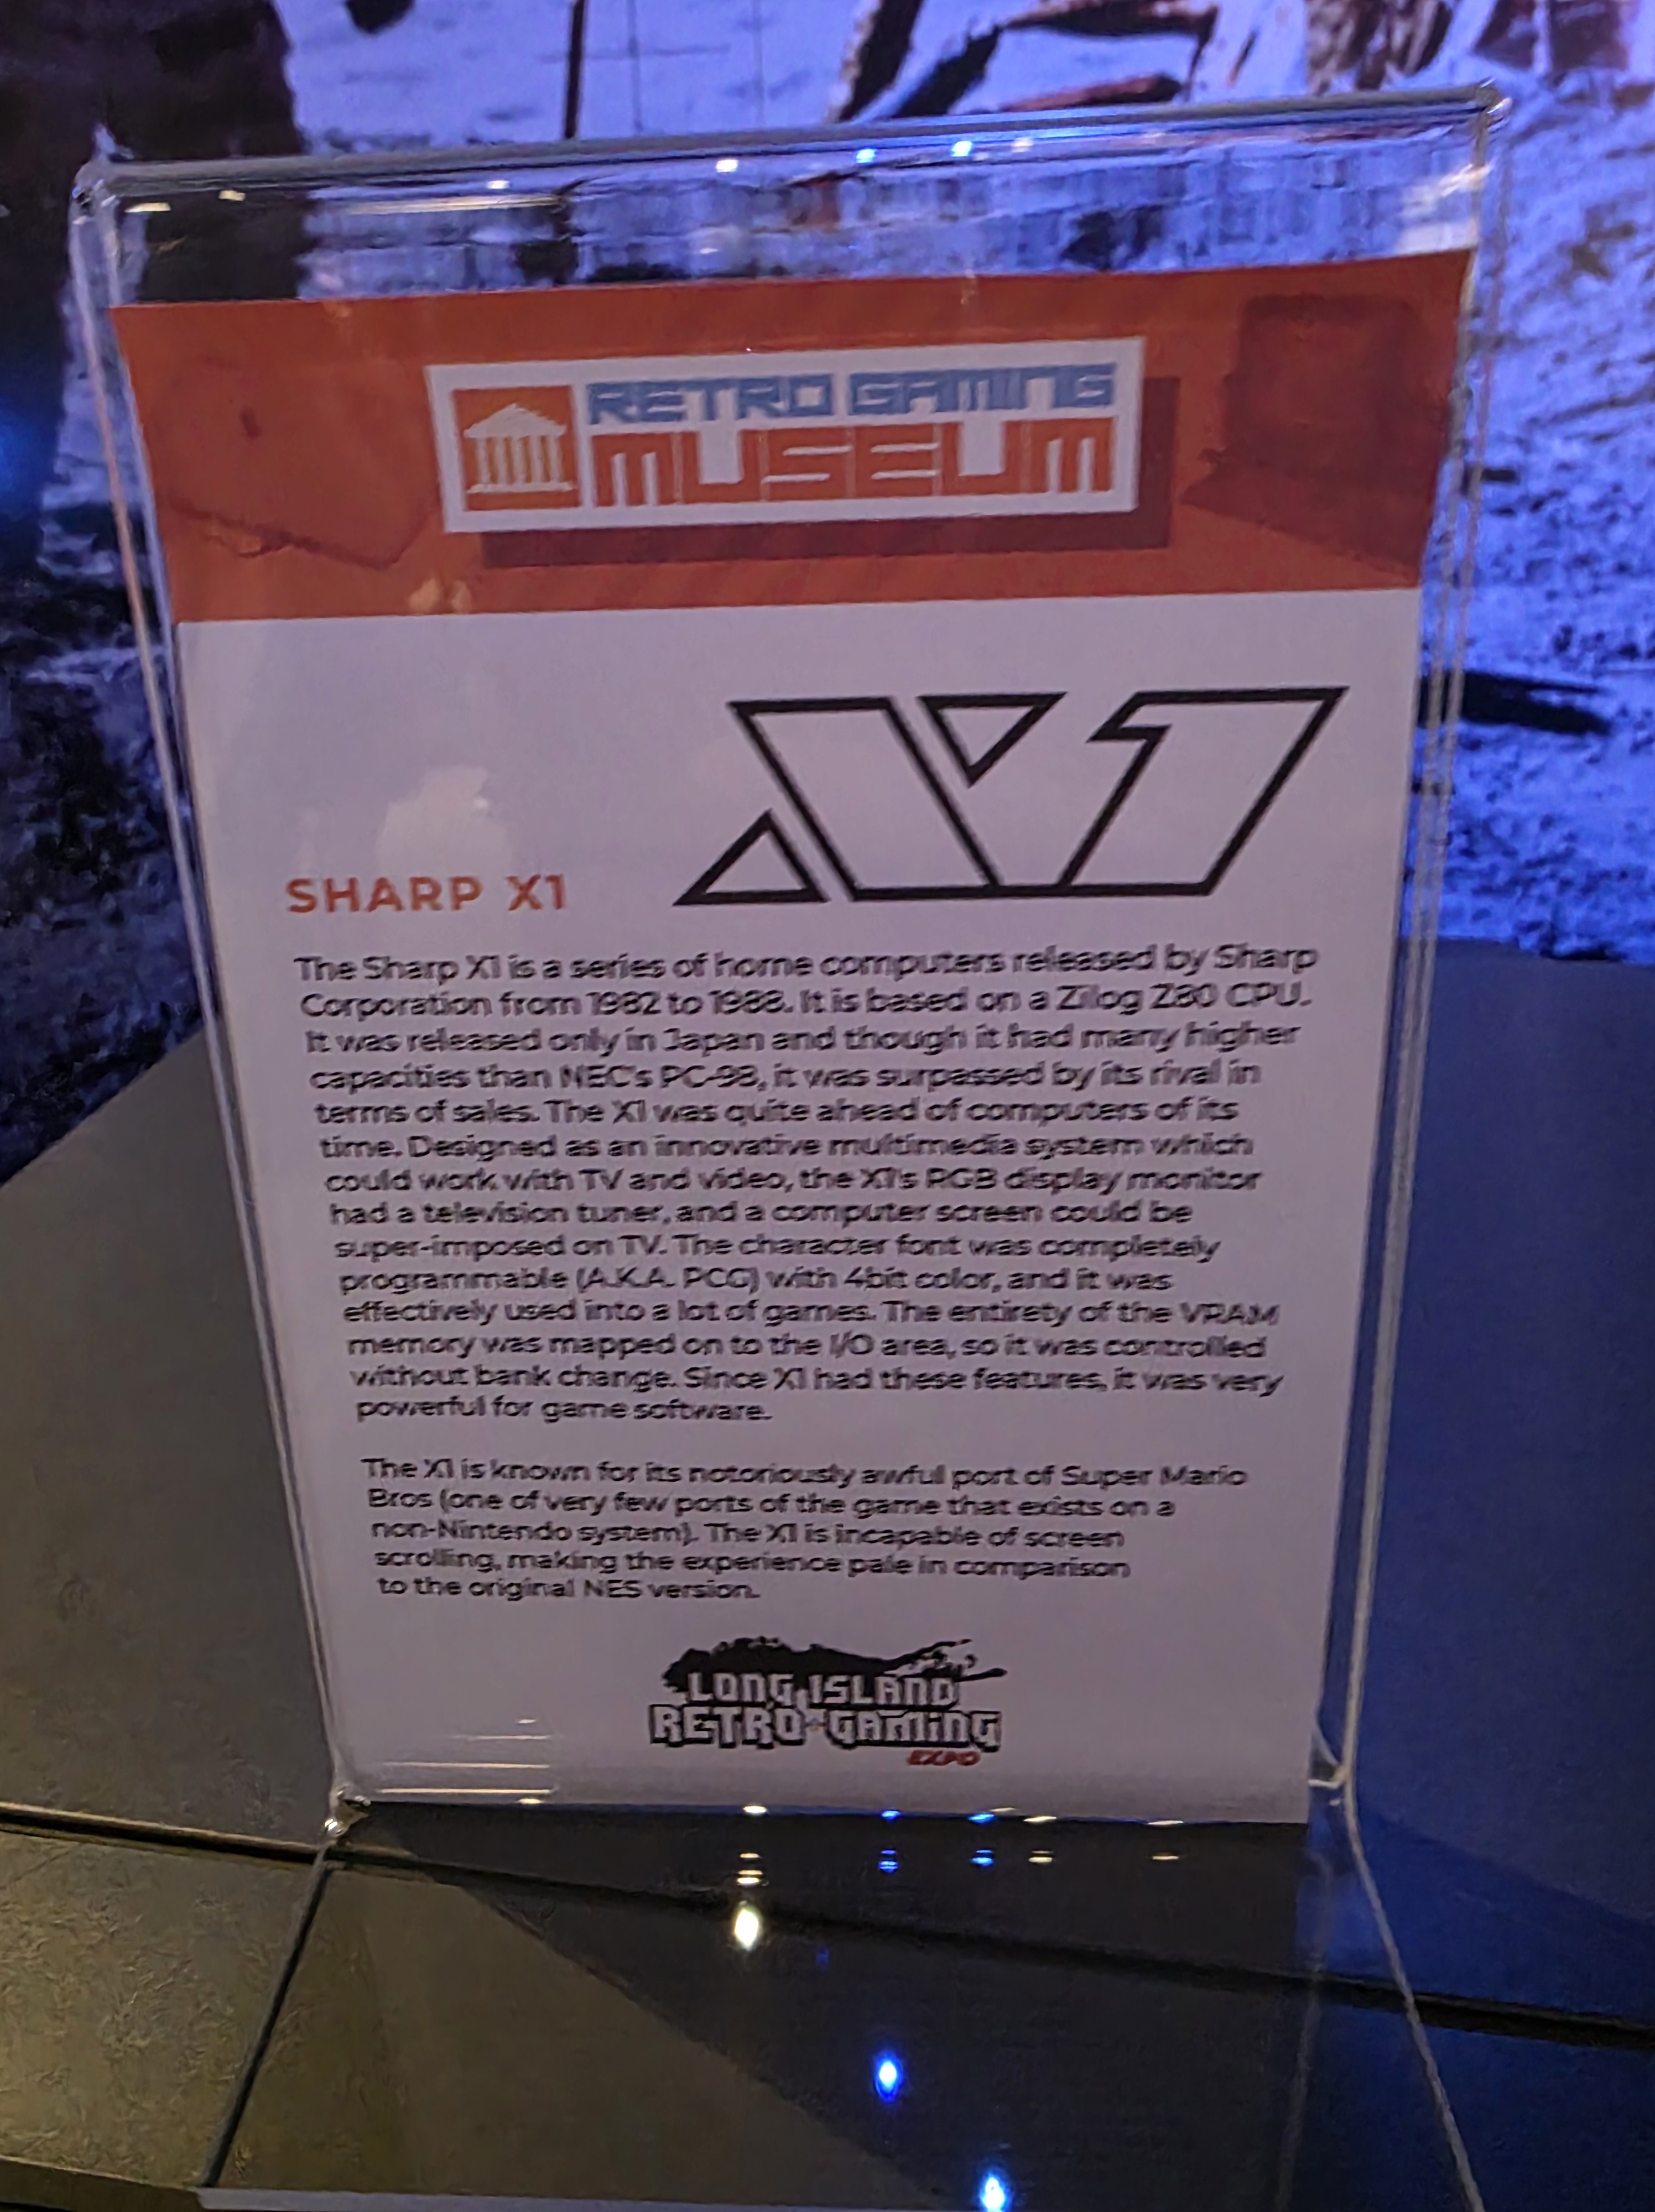 RETRO GAMING
MUSEUM
X1
SHARP X1
The Sharp X1 is a series of home computers released by Sharp
Corporation from 1982 to 1988. It is based on a Zilog Z80 CPU.
It was released only in Japan and though it had many higher
capacities than NEC's PC-98, it was surpassed by its rival in
terms of sales. The X1 was quite ahead of computers of its
time. Designed as an innovative multimedia system which
could work with TV and video, the X1's RGB display monitor
had a television tuner, and a computer screen could be
super-imposed on TV. The character font was completely
programmable (A.K.A. PCG) with 4bit color, and it was
effectively used into a lot of games. The entirety of the VRAM
memory was mapped on to the I/O area, so it was controlled
without bank change. Since X1 had these features, it was very
powerful for game software.
The X1 is known for its notoriously awful port of Super Mario
Bros (one of very few ports of the game that exists on a
non-Nintendo system). The X1 is incapable of screen
scrolling, making the experience pale in comparison
to the original NES version.
LONG ISLAND
RETRO GAMING
EXPO